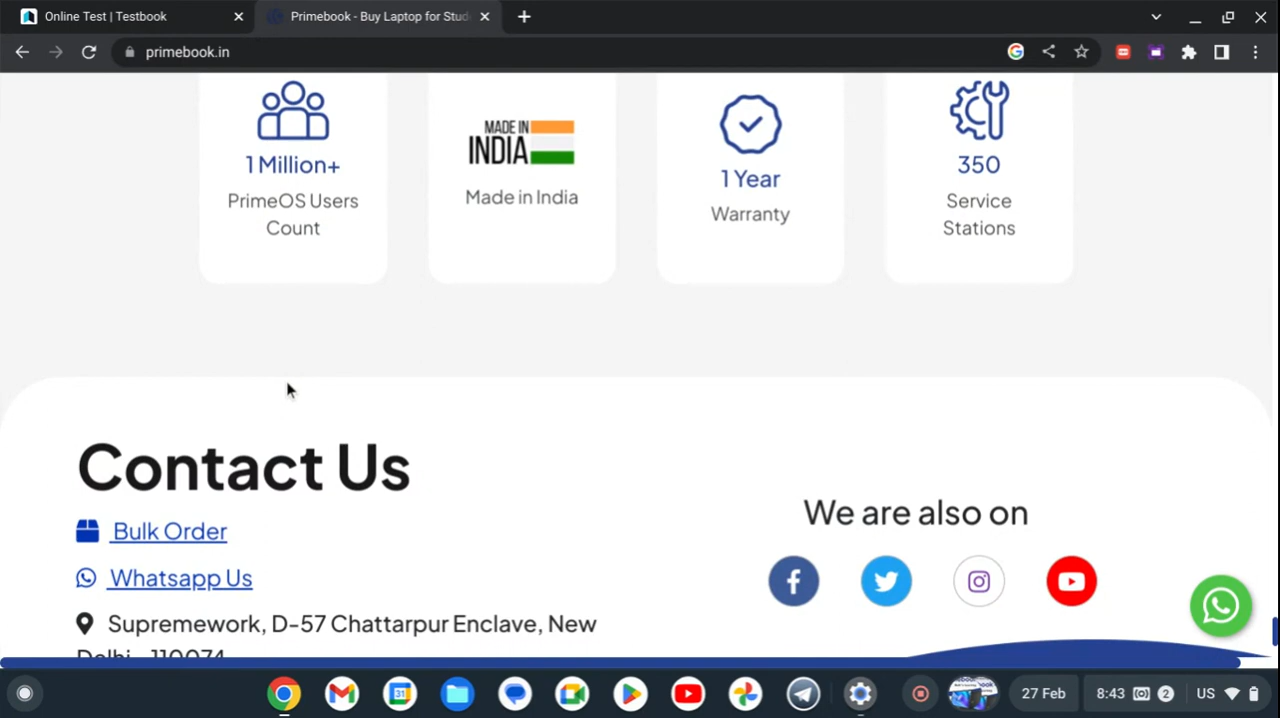 Online Test | Testbook
Primebook - Buy Laptop for Stud
primebook.in
1 Million+
PrimeOS Users
Count
MADE IN
INDIA
Made in India
1 Year
Warranty
350
Service
Stations
Contact Us
Bulk Order
Whatsapp Us
Supremework, D-57 Chattarpur Enclave, New
Delhi - 110074
We are also on
27 Feb
8:43
2
US